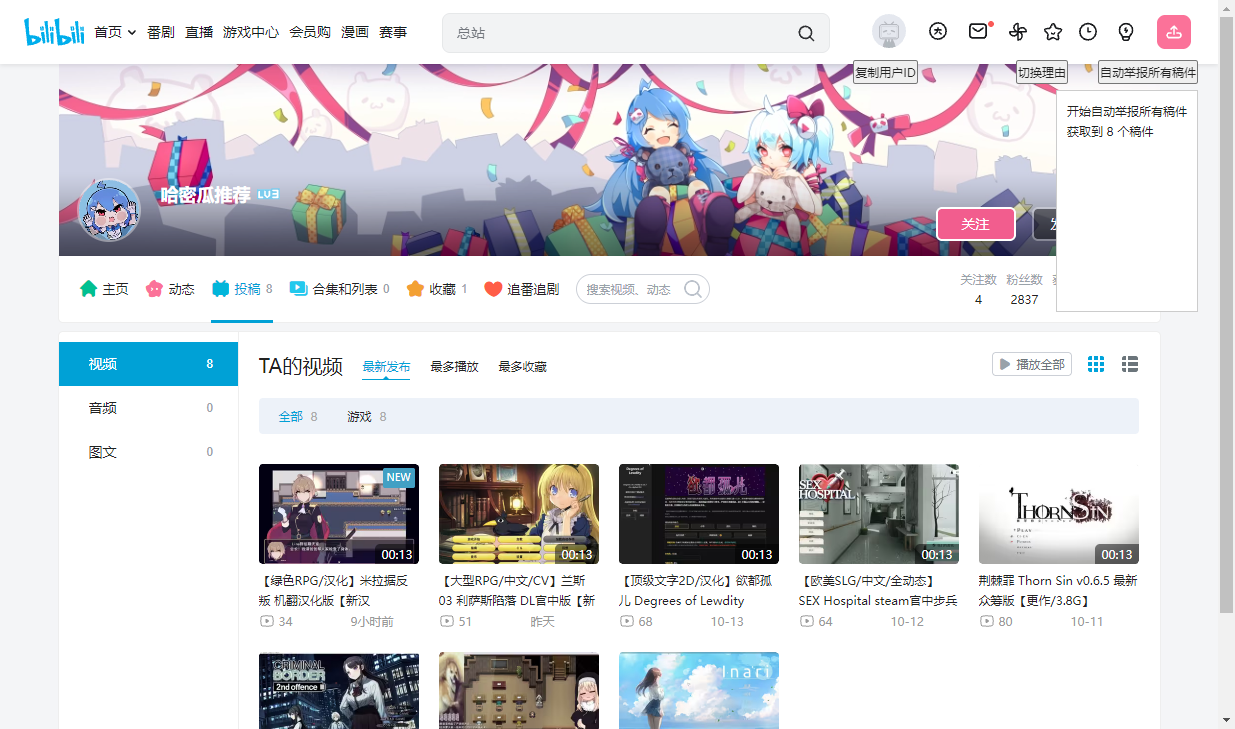 bilibili 首页 番剧 直播 游戏中心 会员购 漫画 赛事
总站
复制用户ID 切换理由 自动举报所有稿件
开始自动举报所有稿件
获取到 8 个稿件
哈密瓜推荐 LV3
关注 发
主页 动态 投稿 8 合集和列表 0 收藏 1 追番追剧 搜索视频、动态
关注数 粉丝数
4 2837
视频 8
音频 0
图文 0
TA的视频 最新发布 最多播放 最多收藏 播放全部
全部 8 游戏 8
NEW
00:13
00:13
Degrees of Lewdity
欲都孤儿
00:13
SEX HOSPITAL
00:13
THORN SIN
PLAY
00:13
【绿色RPG/汉化】米拉据反
叛 机翻汉化版【新汉
34 9小时前
【大型RPG/中文/CV】兰斯
03 利萨斯陷落 DL官中版【新
51 昨天
【顶级文字2D/汉化】欲都孤
儿 Degrees of Lewdity
68 10-13
【欧美SLG/中文/全动态】
SEX Hospital steam官中步兵
64 10-12
荆棘罪 Thorn Sin v0.6.5 最新
众筹版【更作/3.8G】
80 10-11
CRIMINAL
BORDER
2nd offence
Inari